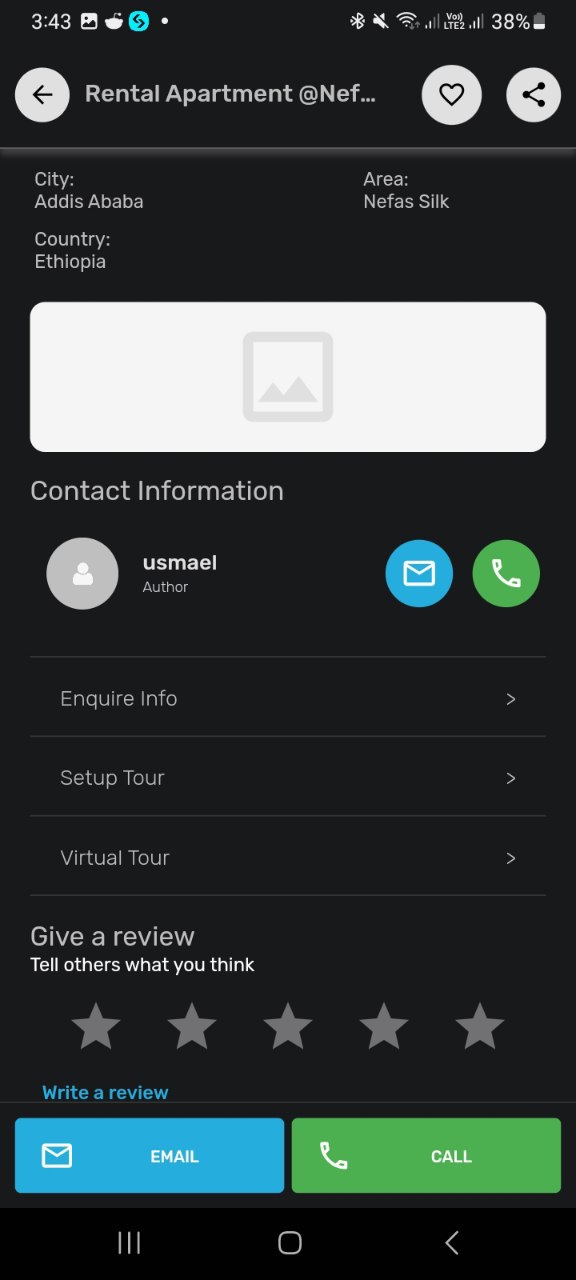 3:43
Vo))
LTE2
38%
Rental Apartment @Nef...
City:
Addis Ababa
Area:
Nefas Silk
Country:
Ethiopia
Contact Information
usmael
Author
Enquire Info >
Setup Tour >
Virtual Tour >
Give a review
Tell others what you think
Write a review
EMAIL
CALL